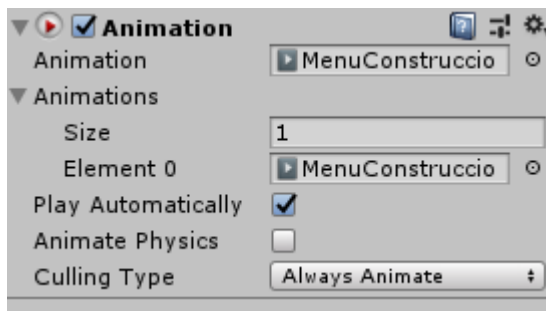 Animation
Animation MenuConstruccio
Animations
Size 1
Element 0 MenuConstruccio
Play Automatically
Animate Physics
Culling Type Always Animate